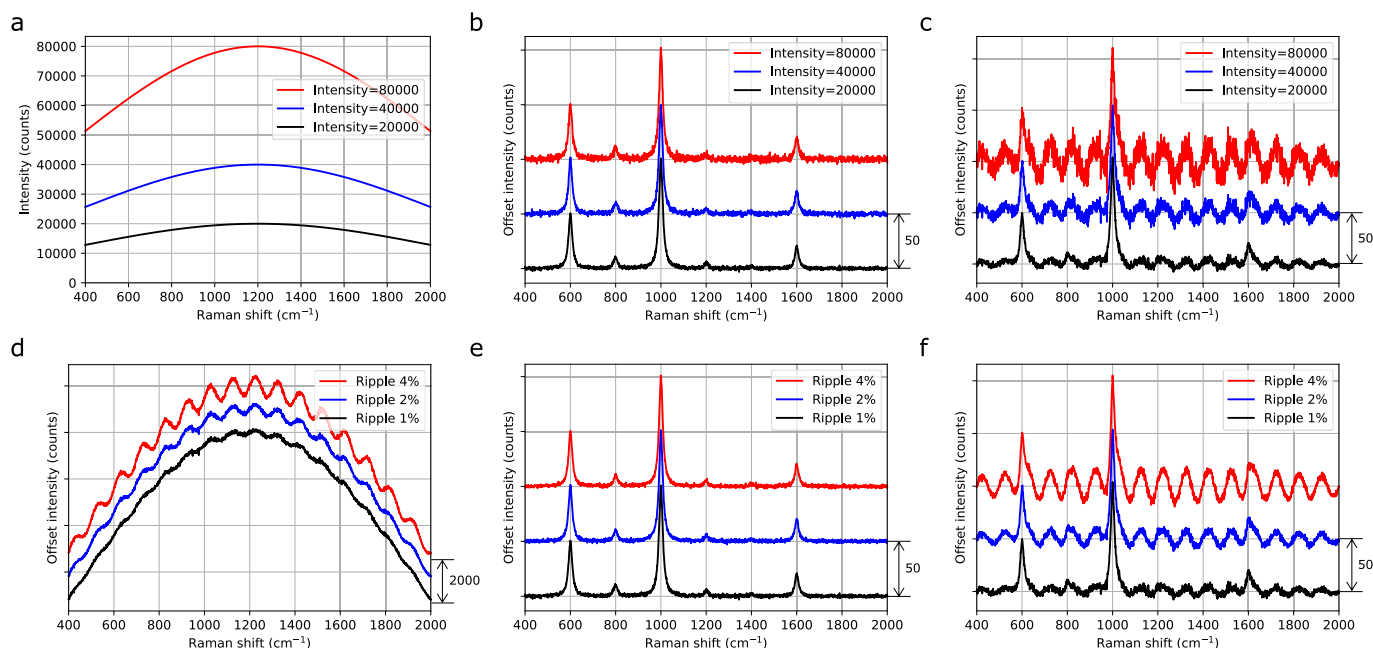 a
80000
70000
60000
50000
40000
30000
20000
10000
0
Intensity (counts)
Intensity=80000
Intensity=40000
Intensity=20000
400 600 800 1000 1200 1400 1600 1800 2000
Raman shift (cm⁻¹)
b
Offset intensity (counts)
Intensity=80000
Intensity=40000
Intensity=20000
50
400 600 800 1000 1200 1400 1600 1800 2000
Raman shift (cm⁻¹)
c
Offset intensity (counts)
Intensity=80000
Intensity=40000
Intensity=20000
50
400 600 800 1000 1200 1400 1600 1800 2000
Raman shift (cm⁻¹)
d
Offset intensity (counts)
Ripple 4%
Ripple 2%
Ripple 1%
2000
400 600 800 1000 1200 1400 1600 1800 2000
Raman shift (cm⁻¹)
e
Offset intensity (counts)
Ripple 4%
Ripple 2%
Ripple 1%
50
400 600 800 1000 1200 1400 1600 1800 2000
Raman shift (cm⁻¹)
f
Offset intensity (counts)
Ripple 4%
Ripple 2%
Ripple 1%
50
400 600 800 1000 1200 1400 1600 1800 2000
Raman shift (cm⁻¹)